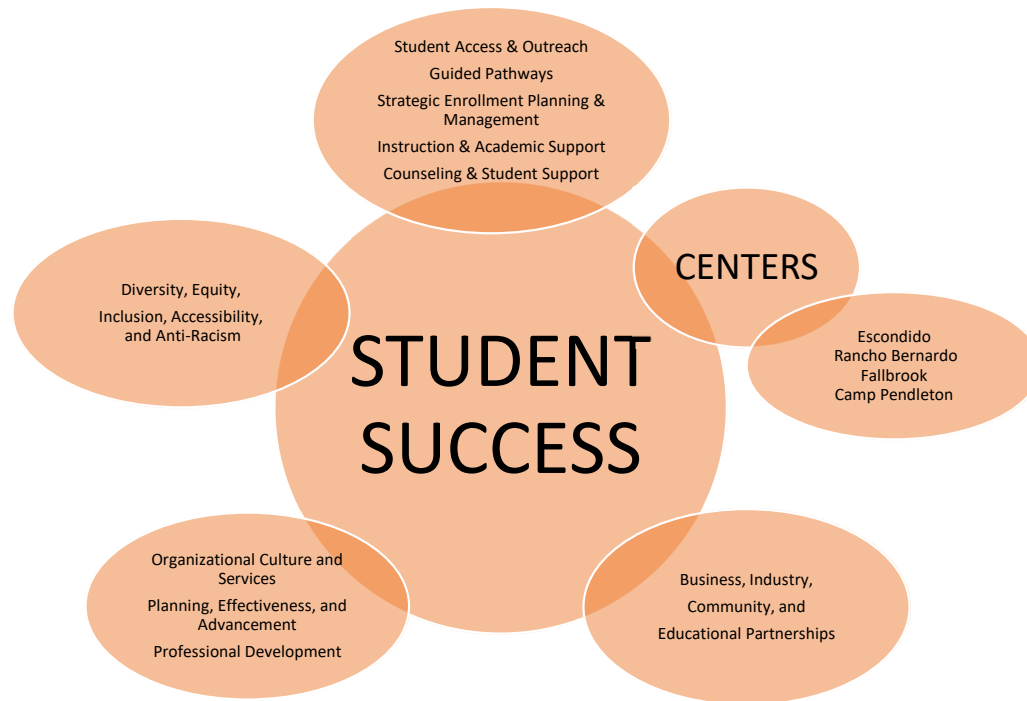 Student Access & Outreach
Guided Pathways
Strategic Enrollment Planning &
Management
Instruction & Academic Support
Counseling & Student Support
CENTERS
Escondido
Rancho Bernardo
Fallbrook
Camp Pendleton
Diversity, Equity,
Inclusion, Accessibility,
and Anti-Racism
STUDENT
SUCCESS
Organizational Culture and
Services
Planning, Effectiveness, and
Advancement
Professional Development
Business, Industry,
Community, and
Educational Partnerships